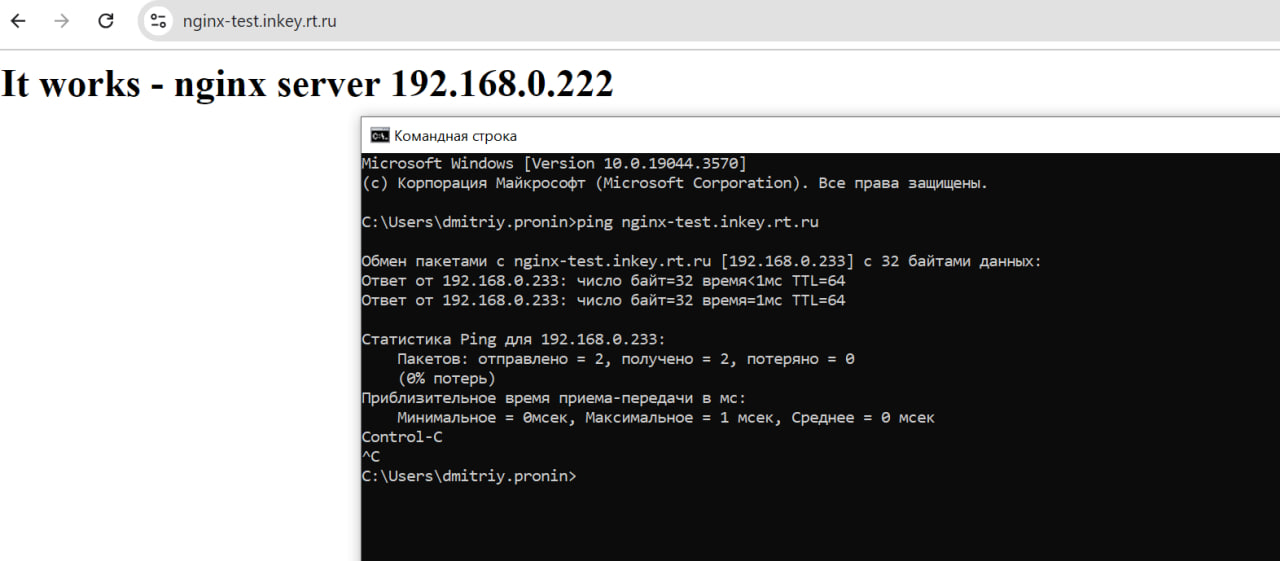 nginx-test.inkey.rt.ru
It works - nginx server 192.168.0.222
Командная строка
Microsoft Windows [Version 10.0.19044.3570]
(c) Корпорация Майкрософт (Microsoft Corporation). Все права защищены.
C:\Users\dmitriy.pronin>ping nginx-test.inkey.rt.ru
Обмен пакетами с nginx-test.inkey.rt.ru [192.168.0.233] с 32 байтами данных:
Ответ от 192.168.0.233: число байт=32 время<1мс TTL=64
Ответ от 192.168.0.233: число байт=32 время=1мс TTL=64
Статистика Ping для 192.168.0.233:
    Пакетов: отправлено = 2, получено = 2, потеряно = 0
    (0% потерь)
Приблизительное время приема-передачи в мс:
    Минимальное = 0мсек, Максимальное = 1 мсек, Среднее = 0 мсек
Control-C
^C
C:\Users\dmitriy.pronin>